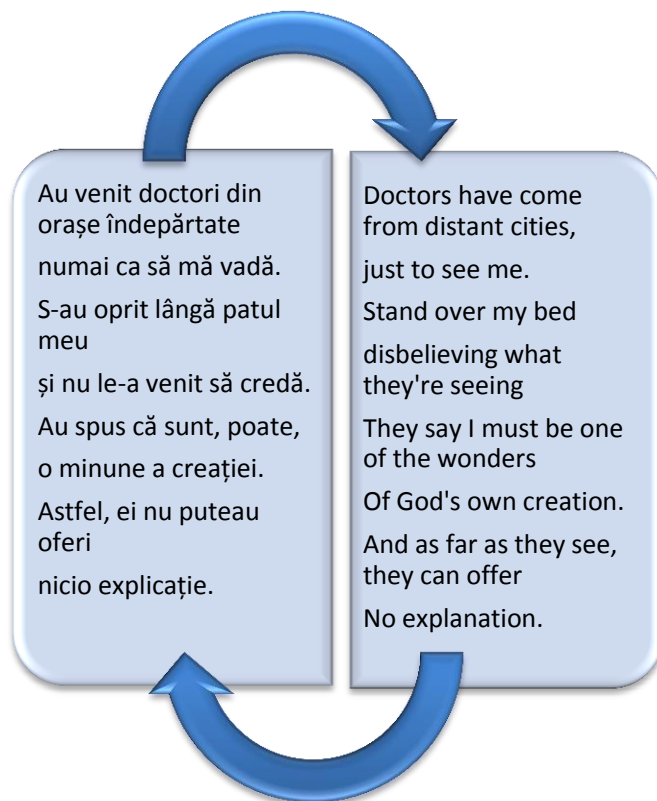 Au venit doctori din
orașe îndepărtate
numai ca să mă vadă.
S-au oprit lângă patul
meu
și nu le-a venit să credă.
Au spus că sunt, poate,
o minune a creației.
Astfel, ei nu puteau
oferi
nicio explicație.
Doctors have come
from distant cities,
just to see me.
Stand over my bed
disbelieving what
they're seeing
They say I must be one
of the wonders
Of God's own creation.
And as far as they see,
they can offer
No explanation.